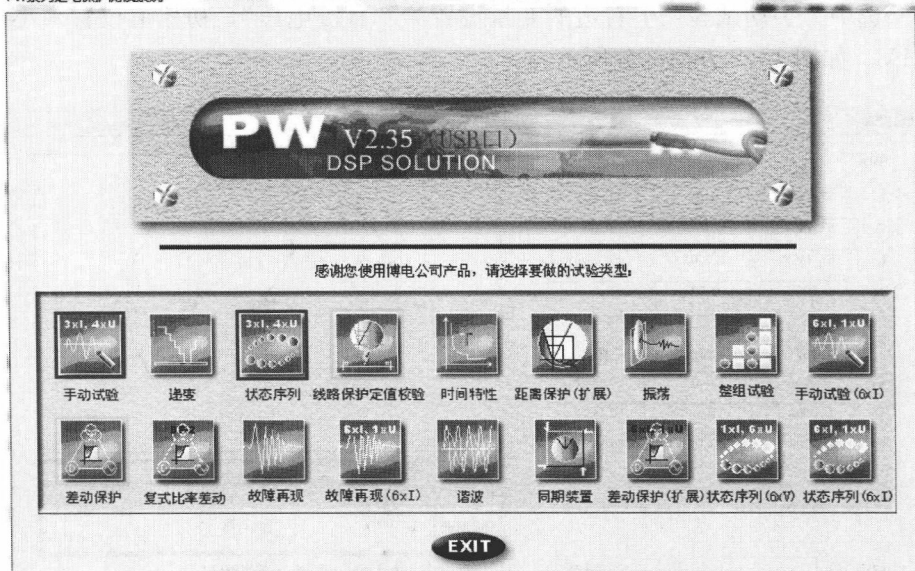 PW V2.35 (USBL1)
DSP SOLUTION
感谢您使用博电公司产品，请选择要做的试验类型：
3xI, 4xU
3xI, 4xU
6xI, 1xU
手动试验 递变 状态序列 线路保护定值校验 时间特性 距离保护(扩展) 振荡 整组试验 手动试验(6xI)
6xI, 1xU
1xI, 6xU
6xI, 1xU
差动保护 复式比率差动 故障再现 故障再现(6xI) 谐波 同期装置 差动保护(扩展) 状态序列(6xV) 状态序列(6xI)
EXIT